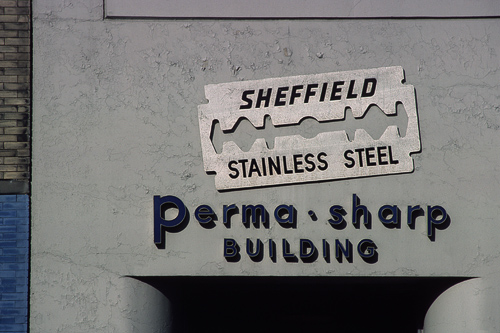 SHEFFIELD
STAINLESS STEEL
Perma·sharp
BUILDING